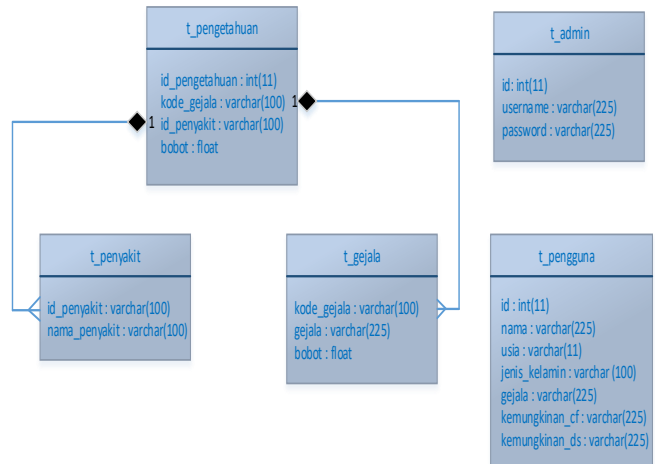 t_pengetahuan
id_pengetahuan : int(11)
kode_gejala : varchar(100)
id_penyakit : varchar(100)
bobot : float
1
1
t_admin
id: int(11)
username : varchar(225)
password : varchar(225)
t_penyakit
id_penyakit : varchar(100)
nama_penyakit : varchar(100)
t_gejala
kode_gejala : varchar(100)
gejala : varchar(225)
bobot : float
t_pengguna
id : int(11)
nama : varchar(225)
usia : varchar(11)
jenis_kelamin : varchar (100)
gejala : varchar(225)
kemungkinan_cf : varchar(225)
kemungkinan_ds : varchar(225)